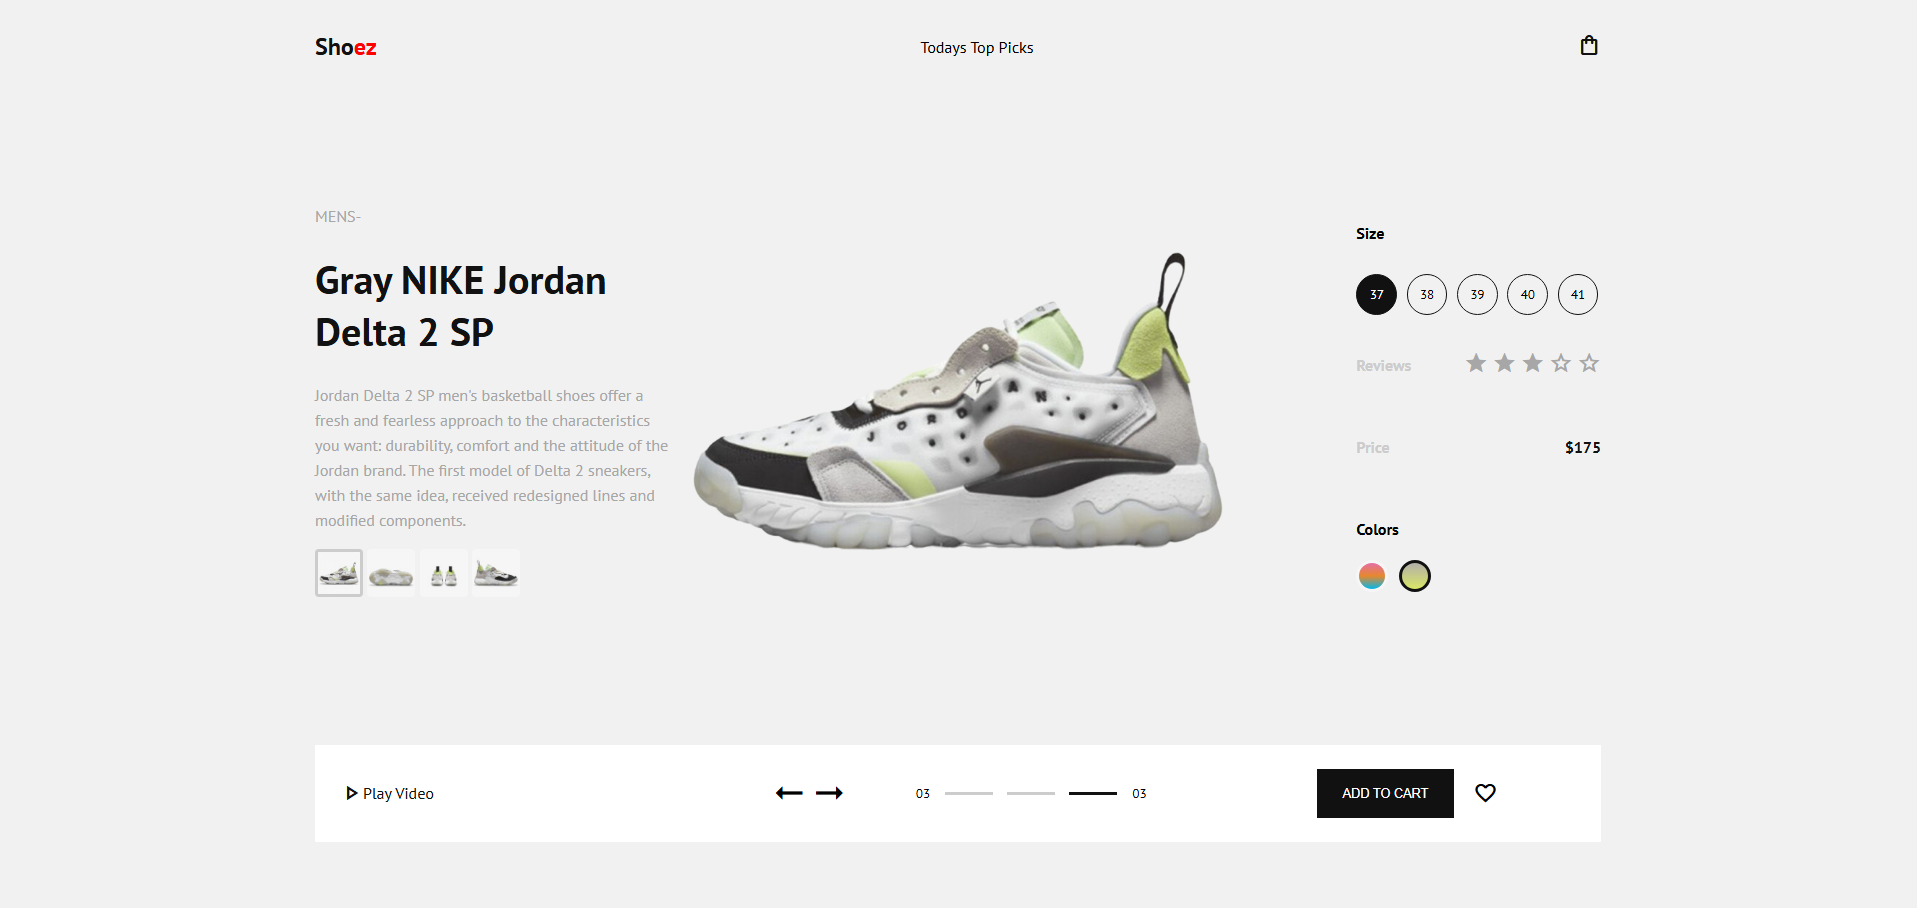 Shoez
Todays Top Picks
MENS-
Gray NIKE Jordan
Delta 2 SP
Jordan Delta 2 SP men's basketball shoes offer a
fresh and fearless approach to the characteristics
you want: durability, comfort and the attitude of the
Jordan brand. The first model of Delta 2 sneakers,
with the same idea, received redesigned lines and
modified components.
JORDAN
Size
37 38 39 40 41
Reviews
Price $175
Colors
Play Video
03 03
ADD TO CART